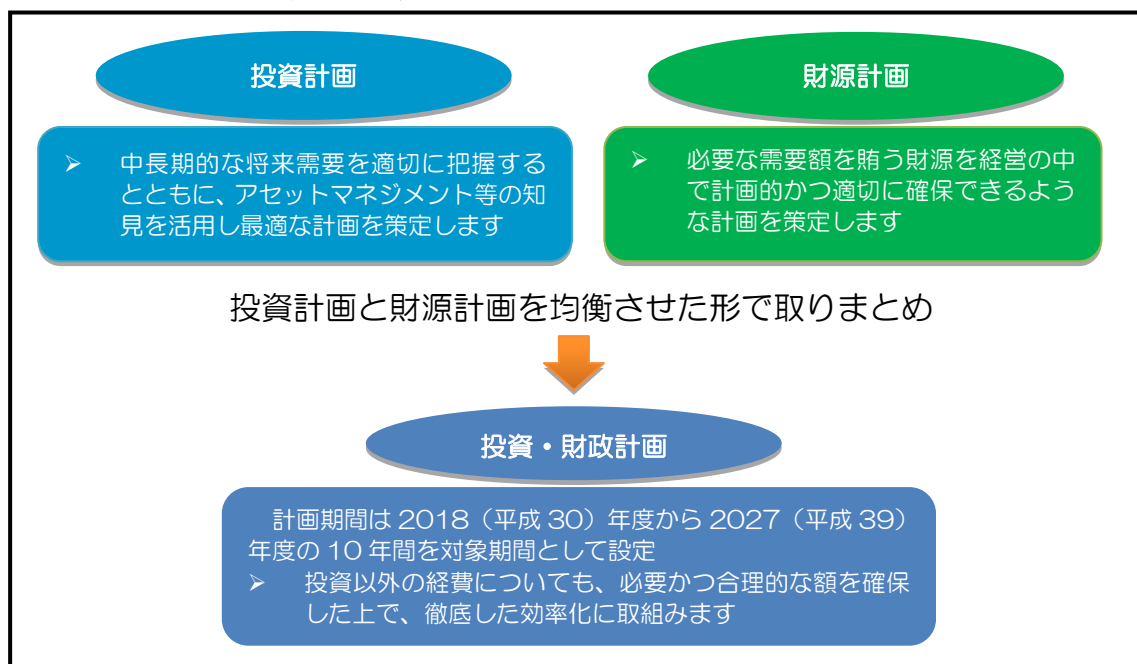 投資計画
➢ 中長期的な将来需要を適切に把握する
とともに、アセットマネジメント等の知
見を活用し最適な計画を策定します
財源計画
➢ 必要な需要額を賄う財源を経営の中
で計画的かつ適切に確保できるよう
な計画を策定します
投資計画と財源計画を均衡させた形で取りまとめ
投資・財政計画
計画期間は 2018（平成 30）年度から 2027（平成 39）
年度の 10 年間を対象期間として設定
➢ 投資以外の経費についても、必要かつ合理的な額を確保
した上で、徹底した効率化に取組みます